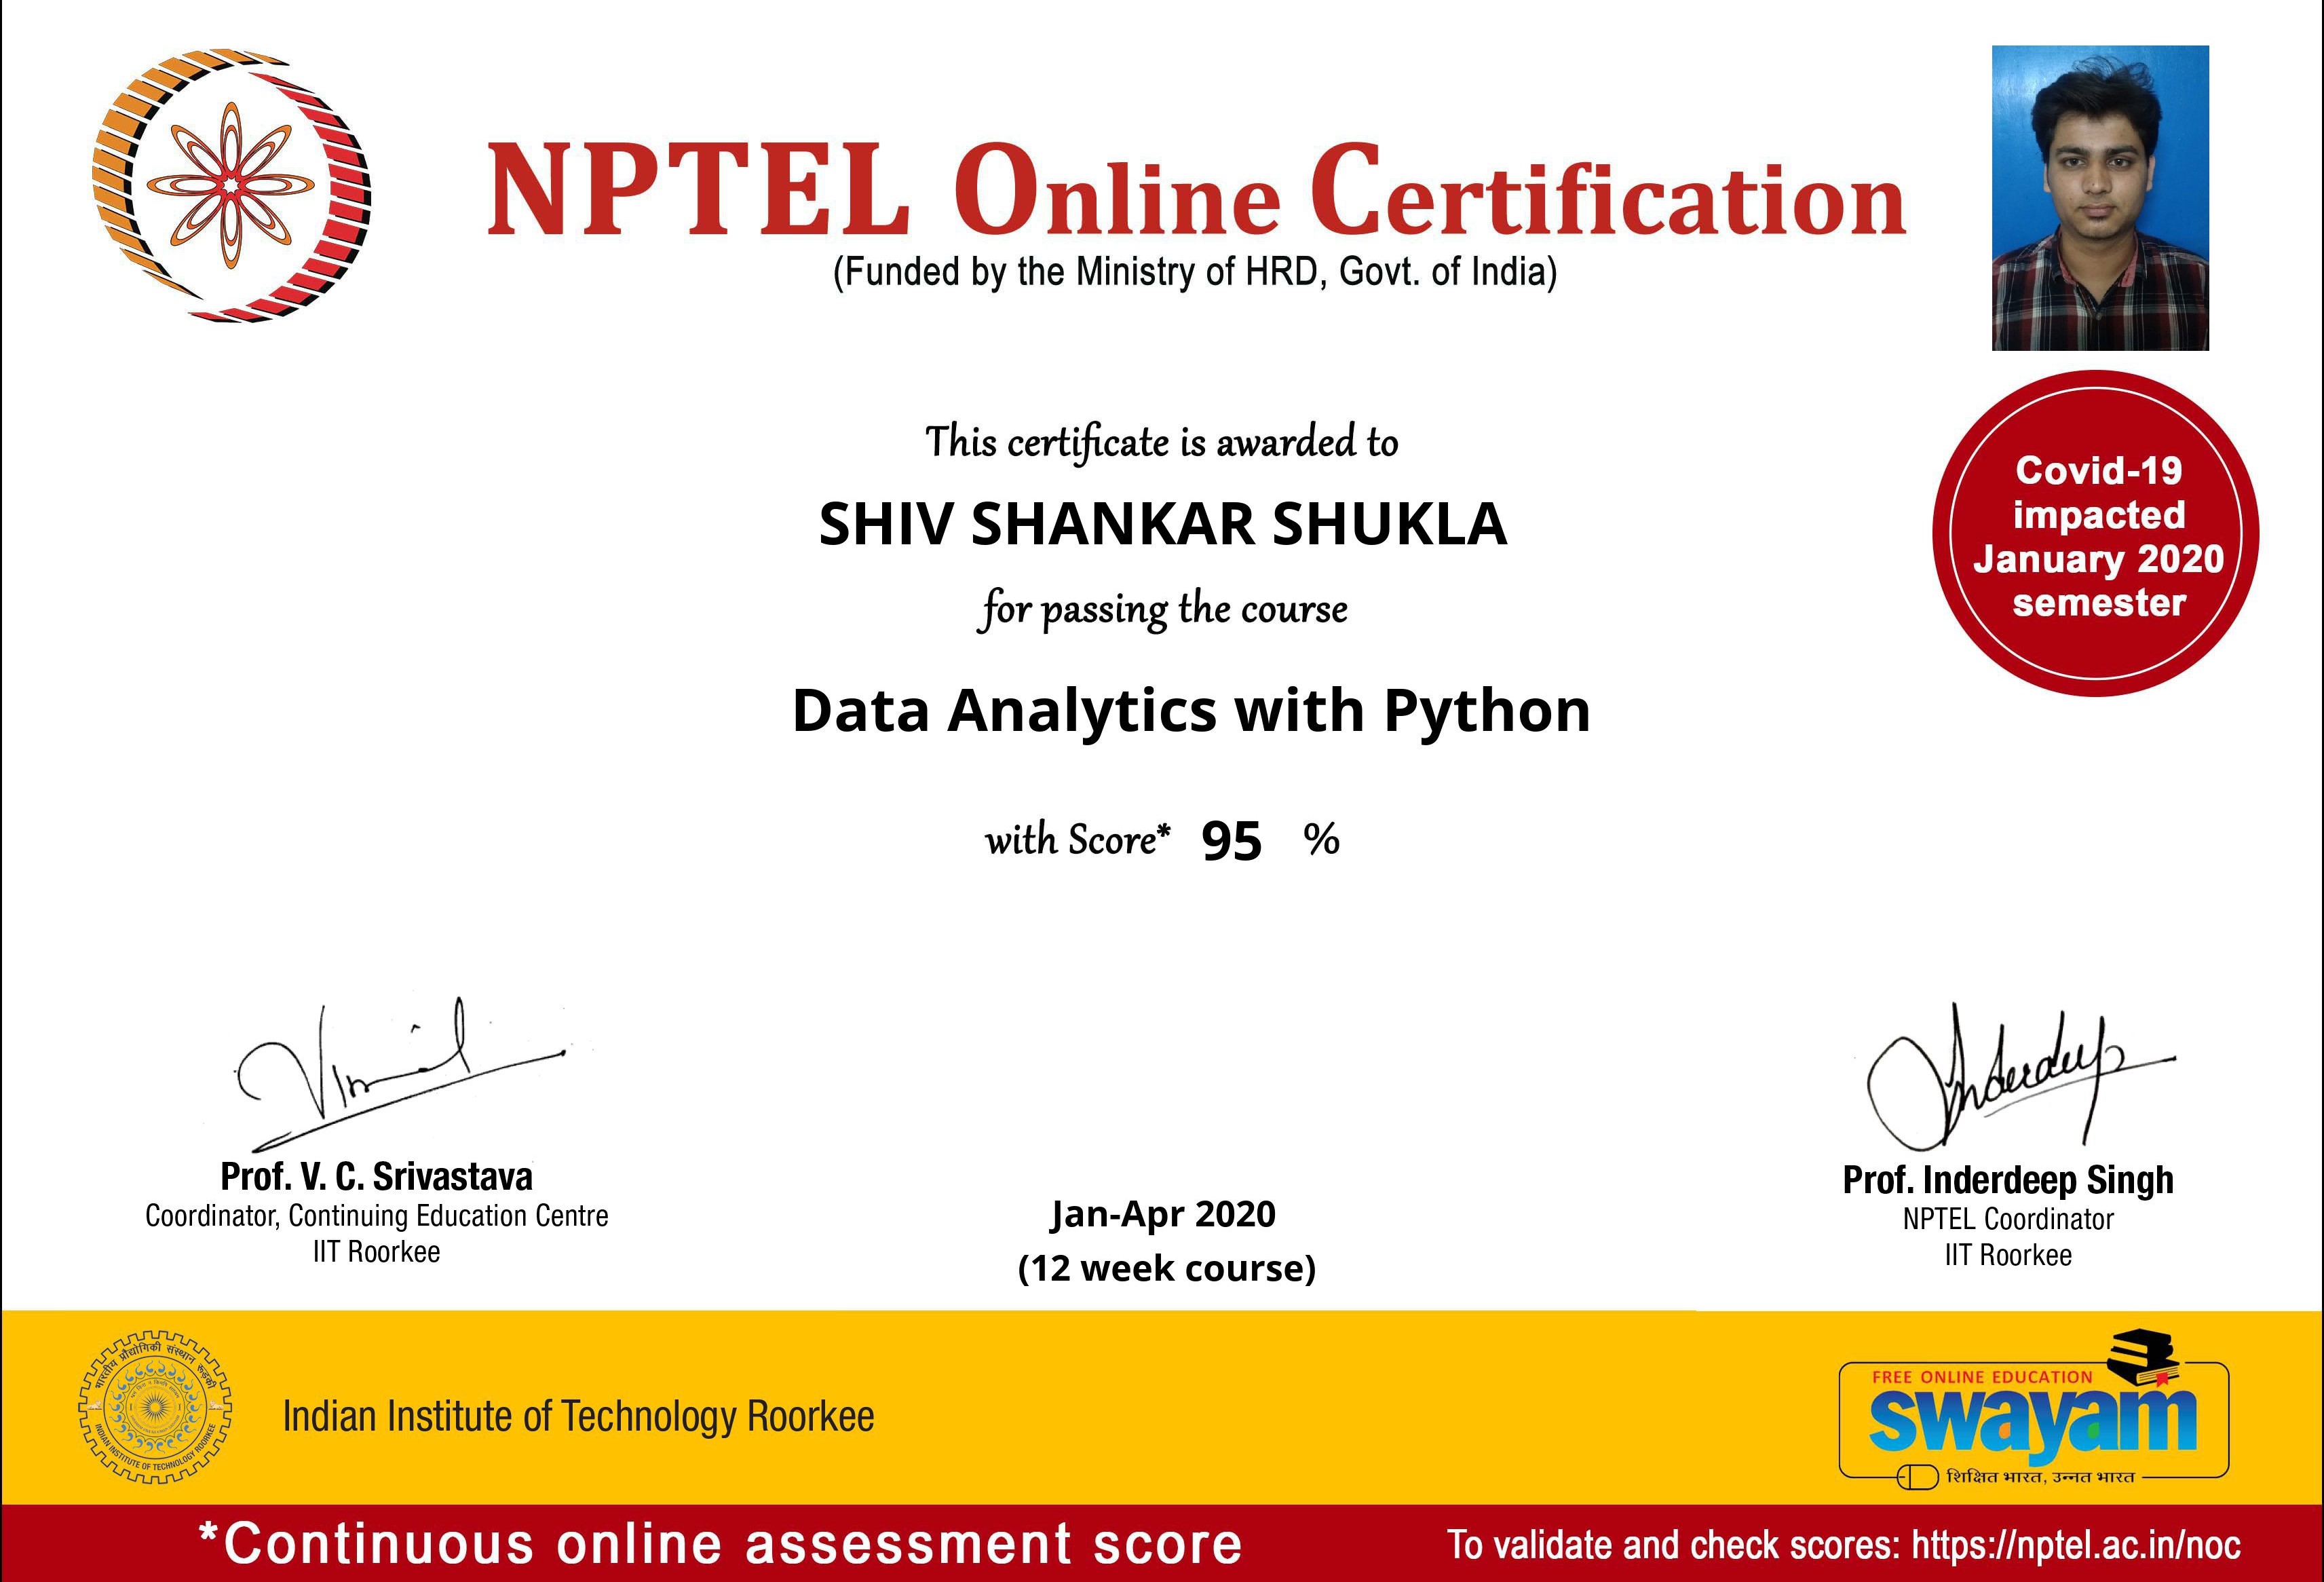 NPTEL Online Certification
(Funded by the Ministry of HRD, Govt. of India)
This certificate is awarded to
SHIV SHANKAR SHUKLA
for passing the course
Data Analytics with Python
with Score* 95 %
Covid-19
impacted
January 2020
semester
Prof. V. C. Srivastava
Coordinator, Continuing Education Centre
IIT Roorkee
Jan-Apr 2020
(12 week course)
Inderdeep
Prof. Inderdeep Singh
NPTEL Coordinator
IIT Roorkee
भारतीय प्रौद्योगिकी संस्थान रूड़की
INDIAN INSTITUTE OF TECHNOLOGY ROORKEE
Indian Institute of Technology Roorkee
FREE ONLINE EDUCATION
swayam
शिक्षित भारत, उन्नत भारत
*Continuous online assessment score
To validate and check scores: https://nptel.ac.in/noc